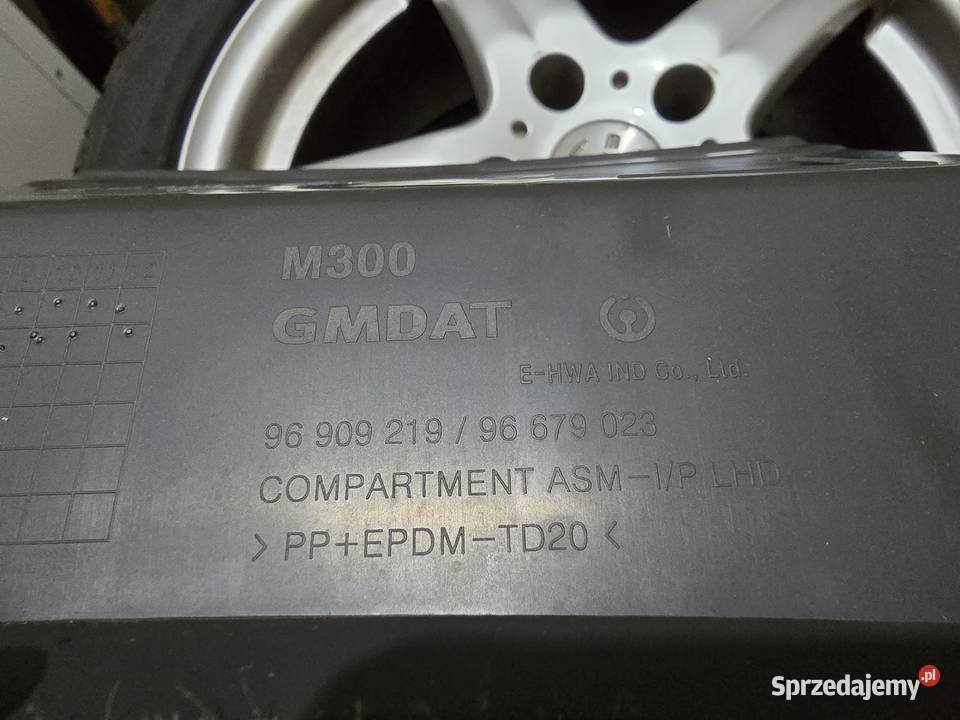 M300
GMDAT
E-HWA IND Co., Ltd.
96 909 219 / 96 679 023
COMPARTMENT ASM-I/P LHD
> PP+EPDM-TD20 <
Sprzedajemy.pl